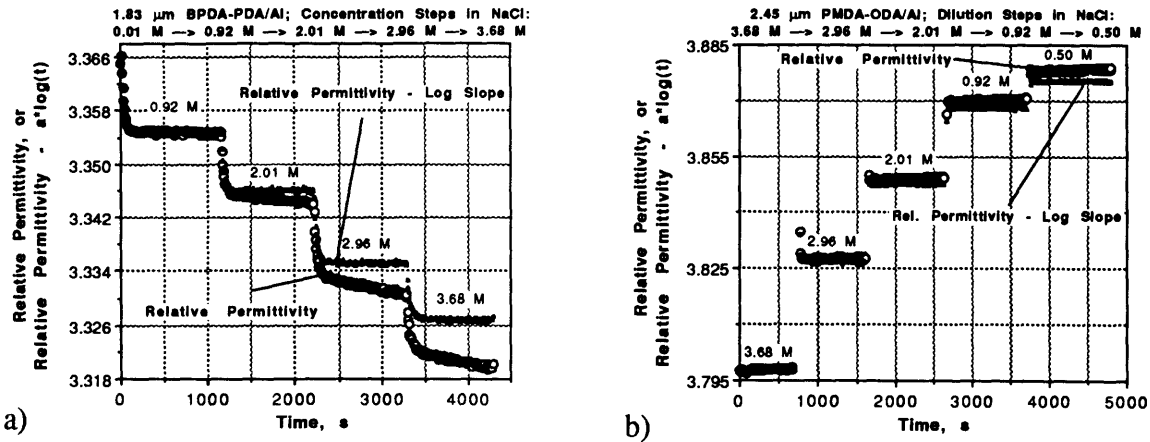 1.83 µm BPDA-PDA/Al; Concentration Steps in NaCl:
0.01 M —> 0.92 M —> 2.01 M —> 2.96 M —> 3.68 M
Relative Permittivity, or
Relative Permittivity - a*log(t)
3.366
3.358
3.350
3.342
3.334
3.326
3.318
0.92 M
Relative Permittivity - Log Slope
2.01 M
2.96 M
3.68 M
Relative Permittivity
0 1000 2000 3000 4000
Time, s
a)
2.45 µm PMDA-ODA/Al; Dilution Steps in NaCl:
3.68 M —> 2.96 M —> 2.01 M —> 0.92 M —> 0.50 M
Relative Permittivity, or
Relative Permittivity - a*log(t)
3.885
3.855
3.825
3.795
Relative Permittivity
0.50 M
0.92 M
2.01 M
Rel. Permittivity - Log Slope
2.96 M
3.68 M
0 1000 2000 3000 4000 5000
Time, s
b)